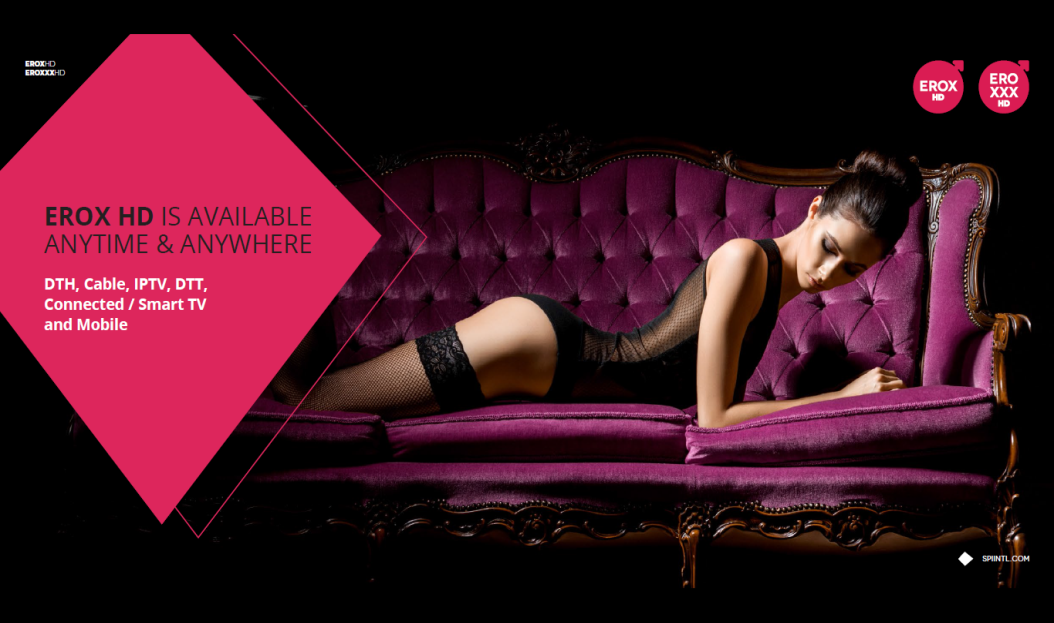 EROXHD
EROXXXHD
EROX
HD
ERO
XXX
HD
EROX HD IS AVAILABLE
ANYTIME & ANYWHERE
DTH, Cable, IPTV, DTT,
Connected / Smart TV
and Mobile
SPIINTL.COM